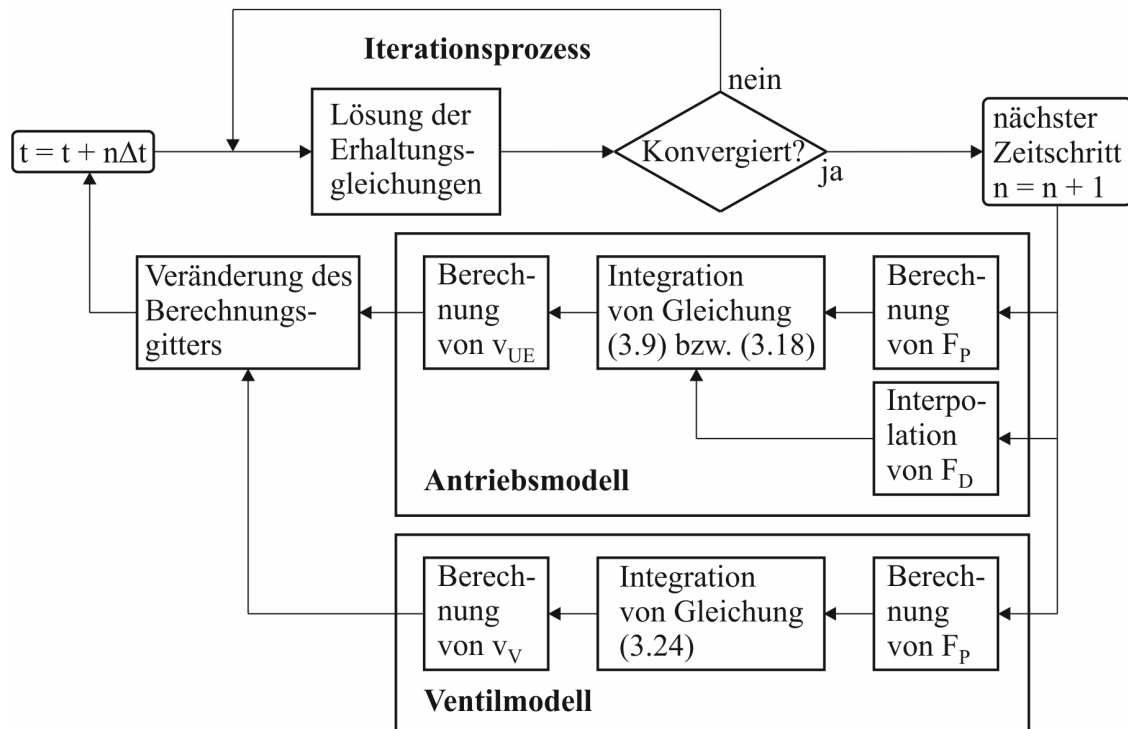 Iterationsprozess
nein
t = t + nΔt
Lösung der
Erhaltungs-
gleichungen
Konvergiert?
ja
nächster
Zeitschritt
n = n + 1
Veränderung des
Berechnungs-
gitters
Berech-
nung
von v_UE
Integration
von Gleichung
(3.9) bzw. (3.18)
Berech-
nung
von F_P
Interpo-
lation
von F_D
Antriebsmodell
Berech-
nung
von v_V
Integration
von Gleichung
(3.24)
Berech-
nung
von F_P
Ventilmodell